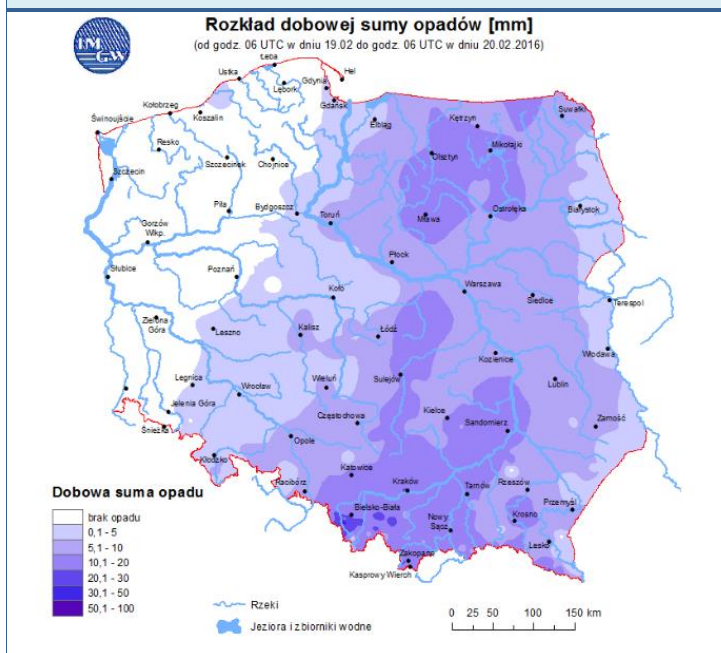 IMGW
Rozkład dobowej sumy opadów [mm]
(od godz. 06 UTC w dniu 19.02 do godz. 06 UTC w dniu 20.02.2016)
Łeba
Hel
Ustka
Gdynia
Lębork
Kołobrzeg
Koszalin
Gdańsk
Kętrzyn
Suwałki
Świnoujście
Elbląg
Resko
Mikołajki
Olsztyn
Szczecinek
Chojnice
Szczecin
Piła
Bydgoszcz
Toruń
Mława
Ostrołęka
Białystok
Gorzów
Wlkp.
Płock
Słubice
Poznań
Koło
Warszawa
Siedlce
Terespol
Zielona
Góra
Leszno
Kalisz
Łódź
Kozienice
Włodawa
Legnica
Wrocław
Wieluń
Sulejów
Lublin
Jelenia Góra
Śnieżka
Częstochowa
Kielce
Sandomierz
Zamość
Opole
Kłodzko
Katowice
Racibórz
Kraków
Tarnów
Rzeszów
Przemyśl
Bielsko-Biała
Nowy
Sącz
Krosno
Lesko
Zakopane
Kasprowy Wierch
Dobowa suma opadu
brak opadu
0,1 - 5
5,1 - 10
10,1 - 20
20,1 - 30
30,1 - 50
50,1 - 100
Rzeki
Jeziora i zbiorniki wodne
0 25 50 100 150 km